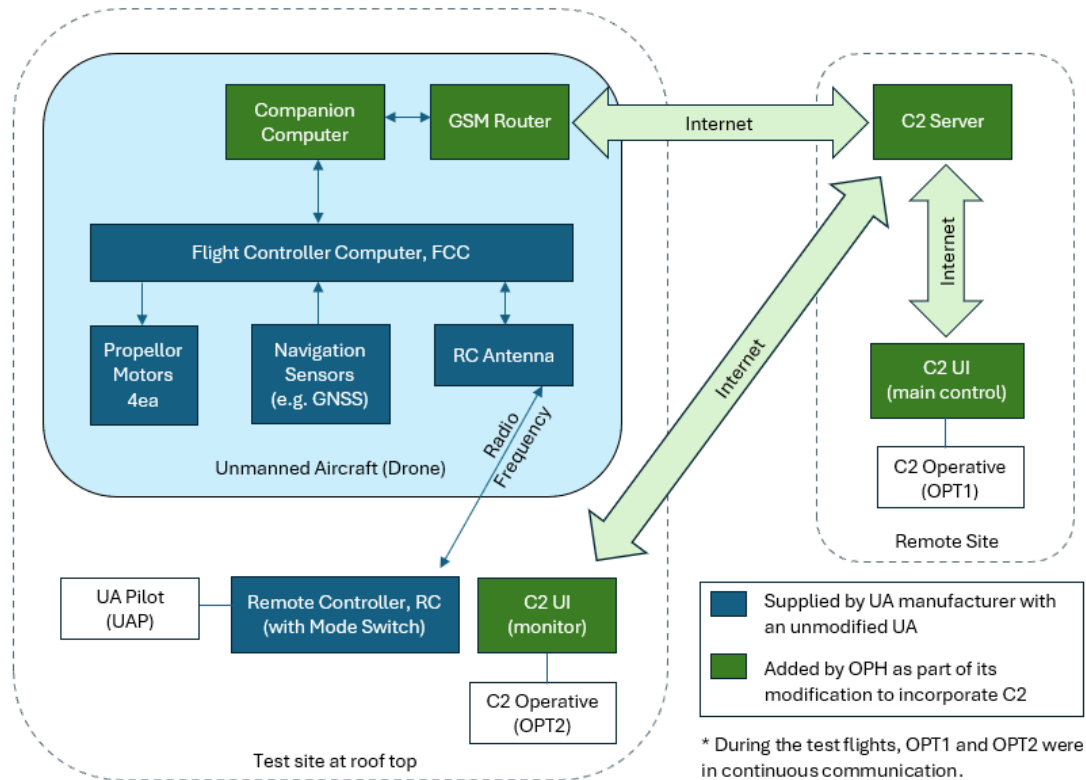 Companion
Computer
GSM Router
Internet
C2 Server
Flight Controller Computer, FCC
Internet
Propellor
Motors
4ea
Navigation
Sensors
(e.g. GNSS)
RC Antenna
Internet
C2 UI
(main control)
Radio
Frequency
Unmanned Aircraft (Drone)
C2 Operative
(OPT1)
Remote Site
UA Pilot
(UAP)
Remote Controller, RC
(with Mode Switch)
C2 UI
(monitor)
C2 Operative
(OPT2)
Test site at roof top
Supplied by UA manufacturer with
an unmodified UA
Added by OPH as part of its
modification to incorporate C2
* During the test flights, OPT1 and OPT2 were
in continuous communication.